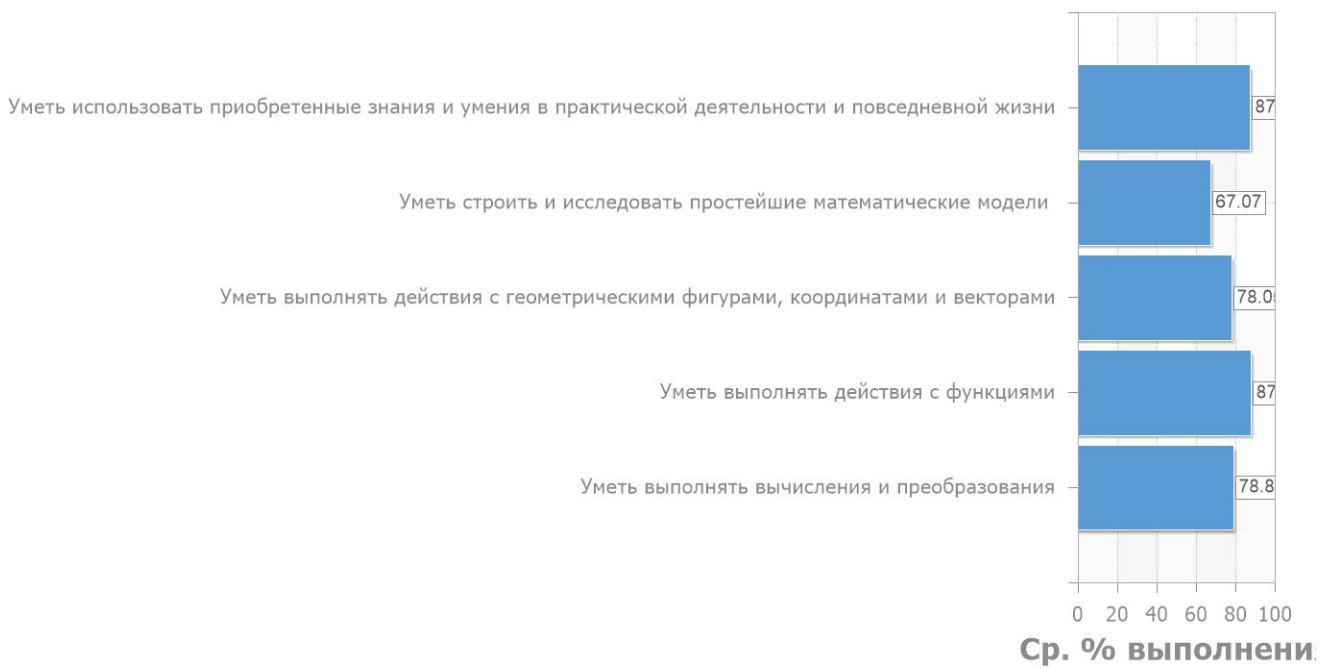 Уметь использовать приобретенные знания и умения в практической деятельности и повседневной жизни
87
Уметь строить и исследовать простейшие математические модели
67.07
Уметь выполнять действия с геометрическими фигурами, координатами и векторами
78.0
Уметь выполнять действия с функциями
87
Уметь выполнять вычисления и преобразования
78.8
0 20 40 60 80 100
Ср. % выполнени